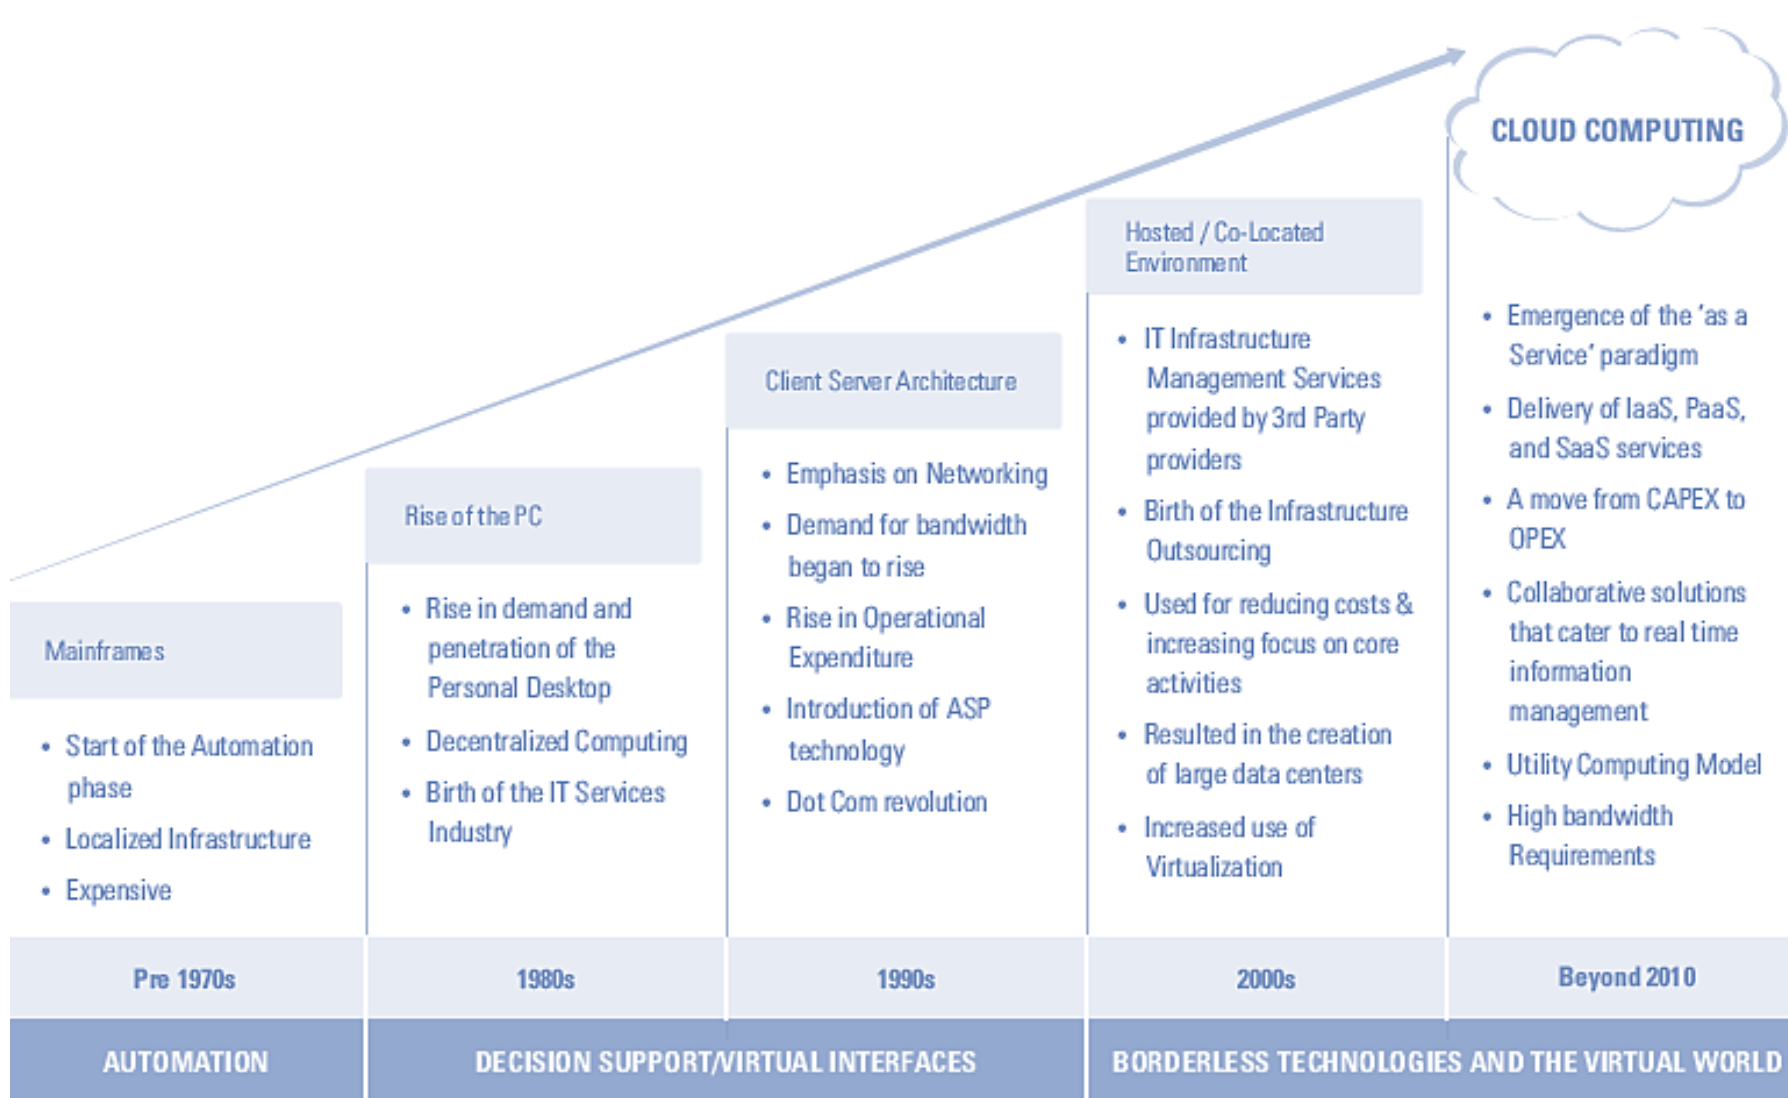 CLOUD COMPUTING
Mainframes
• Start of the Automation
phase
• Localized Infrastructure
• Expensive
Rise of the PC
• Rise in demand and
penetration of the
Personal Desktop
• Decentralized Computing
• Birth of the IT Services
Industry
Client Server Architecture
• Emphasis on Networking
• Demand for bandwidth
began to rise
• Rise in Operational
Expenditure
• Introduction of ASP
technology
• Dot Com revolution
Hosted / Co-Located
Environment
• IT Infrastructure
Management Services
provided by 3rd Party
providers
• Birth of the Infrastructure
Outsourcing
• Used for reducing costs &
increasing focus on core
activities
• Resulted in the creation
of large data centers
• Increased use of
Virtualization
• Emergence of the ‘as a
Service’ paradigm
• Delivery of IaaS, PaaS,
and SaaS services
• A move from CAPEX to
OPEX
• Collaborative solutions
that cater to real time
information
management
• Utility Computing Model
• High bandwidth
Requirements
Pre 1970s
1980s
1990s
2000s
Beyond 2010
AUTOMATION
DECISION SUPPORT/VIRTUAL INTERFACES
BORDERLESS TECHNOLOGIES AND THE VIRTUAL WORLD